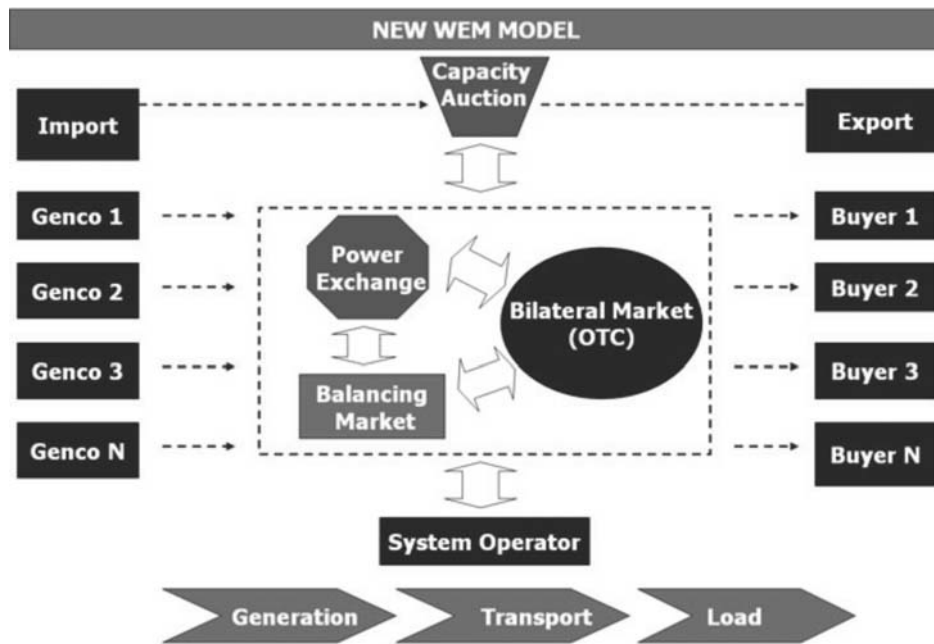 NEW WEM MODEL
Capacity
Auction
Import
Export
Genco 1
Buyer 1
Power
Exchange
Genco 2
Bilateral Market
(OTC)
Buyer 2
Genco 3
Balancing
Market
Buyer 3
Genco N
Buyer N
System Operator
Generation
Transport
Load